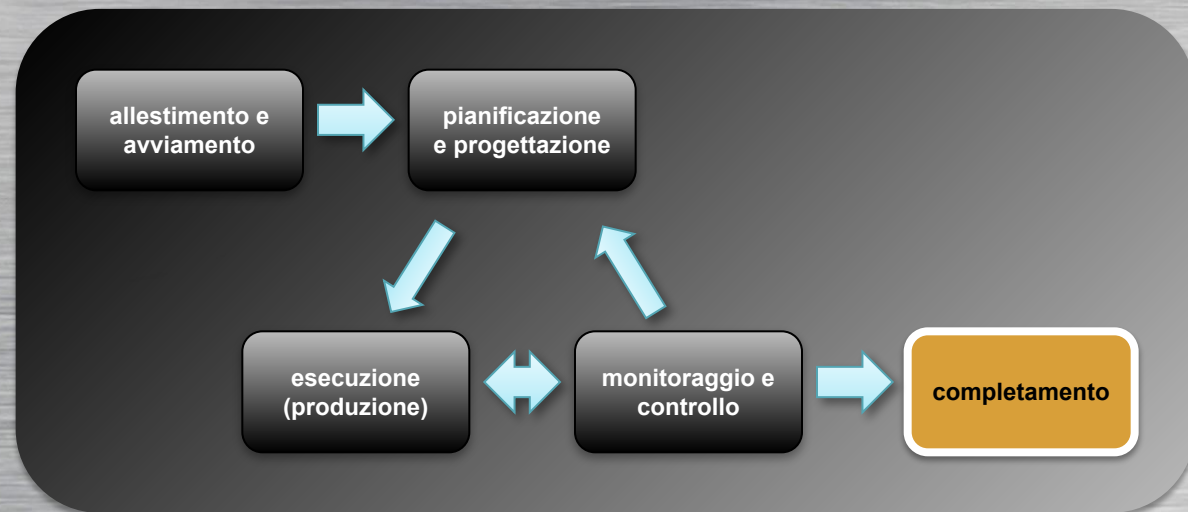 allestimento e
avviamento
pianificazione
e progettazione
esecuzione
(produzione)
monitoraggio e
controllo
completamento